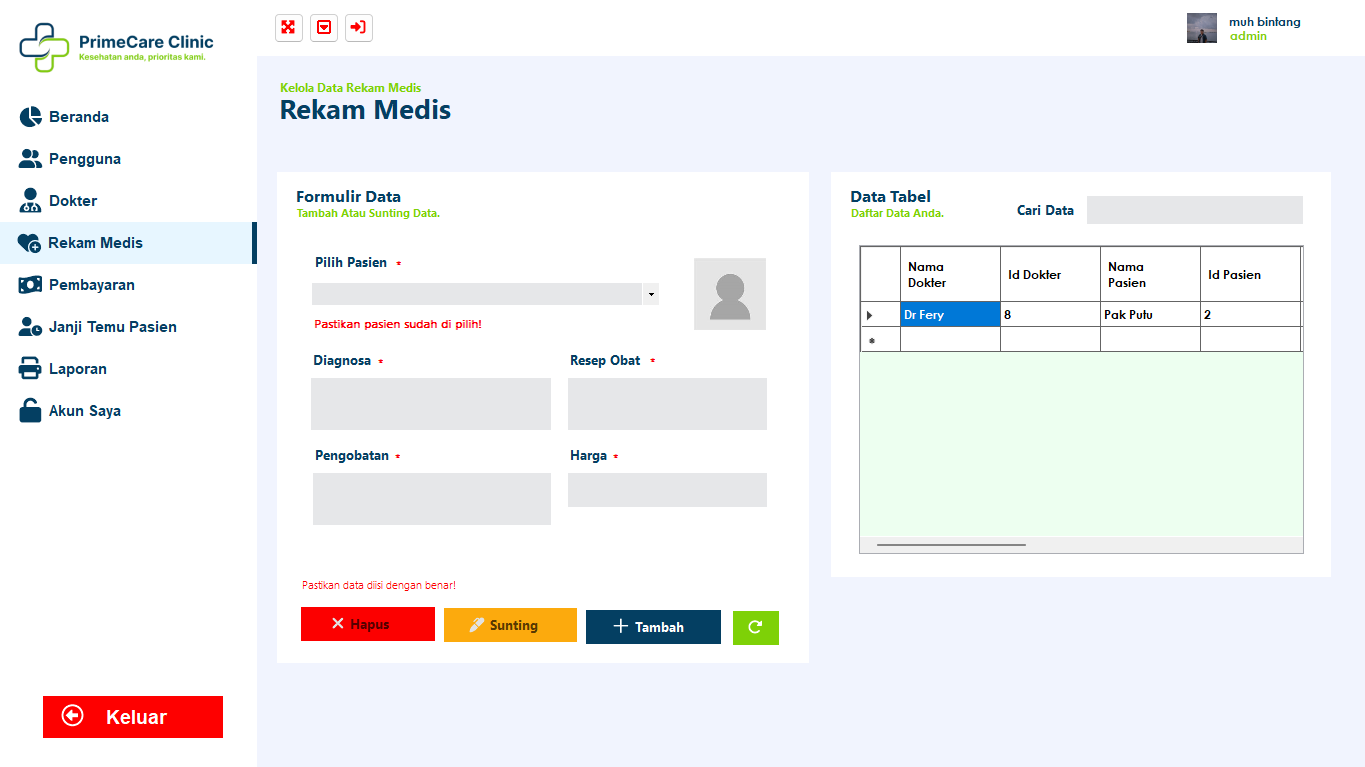 PrimeCare Clinic
Kesehatan anda, prioritas kami.
muh bintang
admin
Beranda
Pengguna
Dokter
Rekam Medis
Pembayaran
Janji Temu Pasien
Laporan
Akun Saya
Keluar
Kelola Data Rekam Medis
Rekam Medis
Formulir Data
Tambah Atau Sunting Data.
Pilih Pasien *
Pastikan pasien sudah di pilih!
Diagnosa * Resep Obat *
Pengobatan * Harga *
Pastikan data diisi dengan benar!
Hapus Sunting Tambah
Data Tabel
Daftar Data Anda.
Cari Data
Nama Dokter Id Dokter Nama Pasien Id Pasien
Dr Fery 8 Pak Putu 2